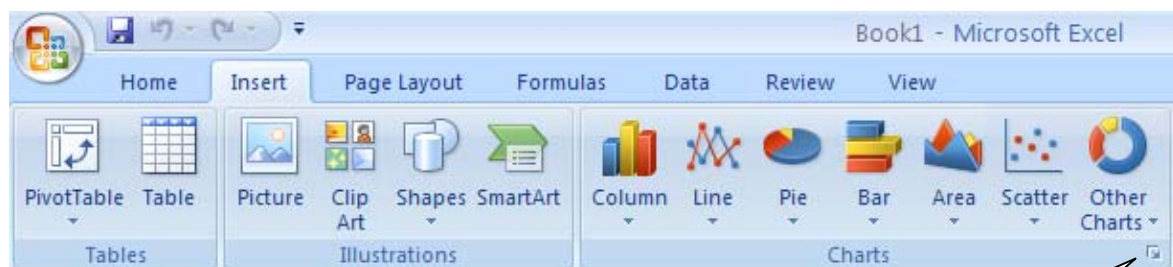 Book1 - Microsoft Excel
Home Insert Page Layout Formulas Data Review View
PivotTable Table Picture Clip Art Shapes SmartArt Column Line Pie Bar Area Scatter Other Charts
Tables Illustrations Charts